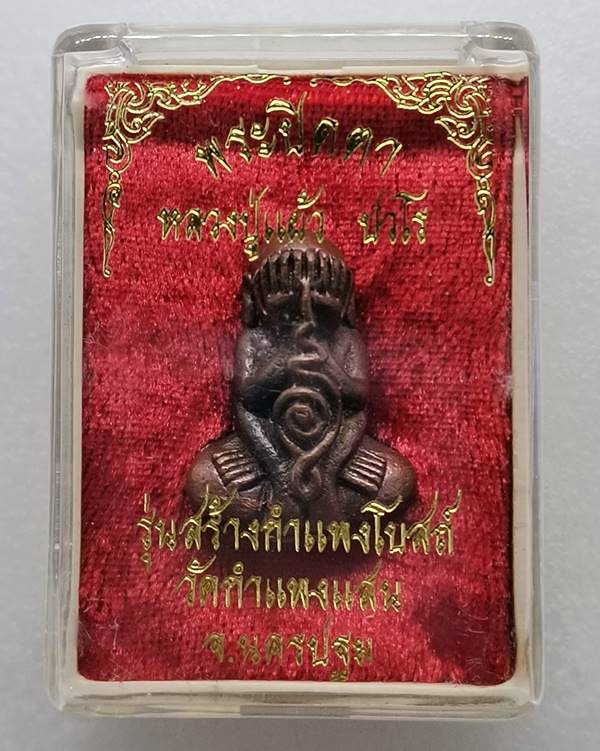 พระปิดตา
หลวงปู่แผ้ว ปวโร
รุ่นสร้างกำแพงโบสถ์
วัดกำแพงแสน
จ.นครปฐม